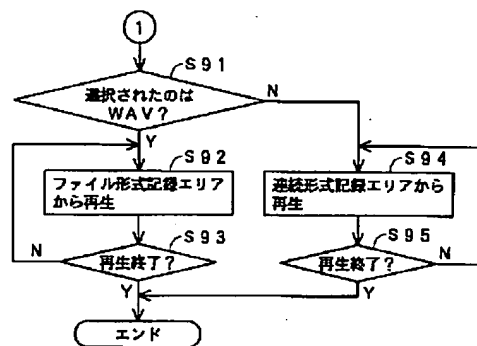 1
S91
選択されたのは
WAV?
N
Y
S92
ファイル形式記録エリア
から再生
S94
連続形式記録エリアから
再生
S93
再生終了?
N
Y
S95
再生終了?
N
Y
エンド